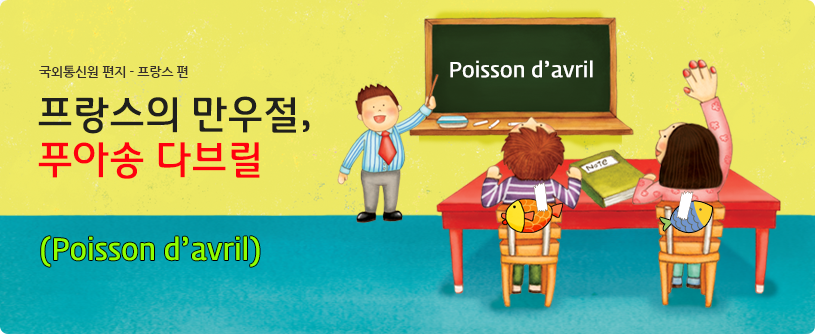 국외통신원 편지 - 프랑스 편
프랑스의 만우절,
푸아송 다브릴
(Poisson d’avril)
Poisson d’avril
Note